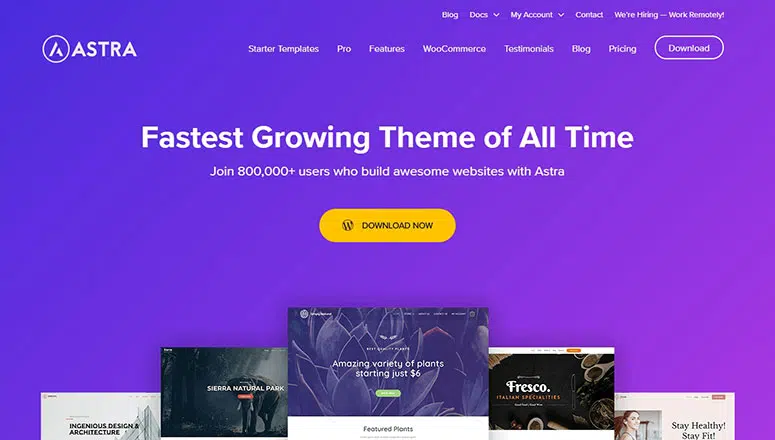 Blog Docs My Account Contact We're Hiring — Work Remotely!
ASTRA Starter Templates Pro Features WooCommerce Testimonials Blog Pricing Download
Fastest Growing Theme of All Time
Join 800,000+ users who build awesome websites with Astra
DOWNLOAD NOW
BEST QUALITY PLANTS
Amazing variety of plants
starting just $6
Featured Plants
SIERRA NATURAL PARK
Fresco.
ITALIAN SPECIALITIES
INGENIOUS DESIGN &
ARCHITECTURE
Stay Healthy!
Stay Fit!